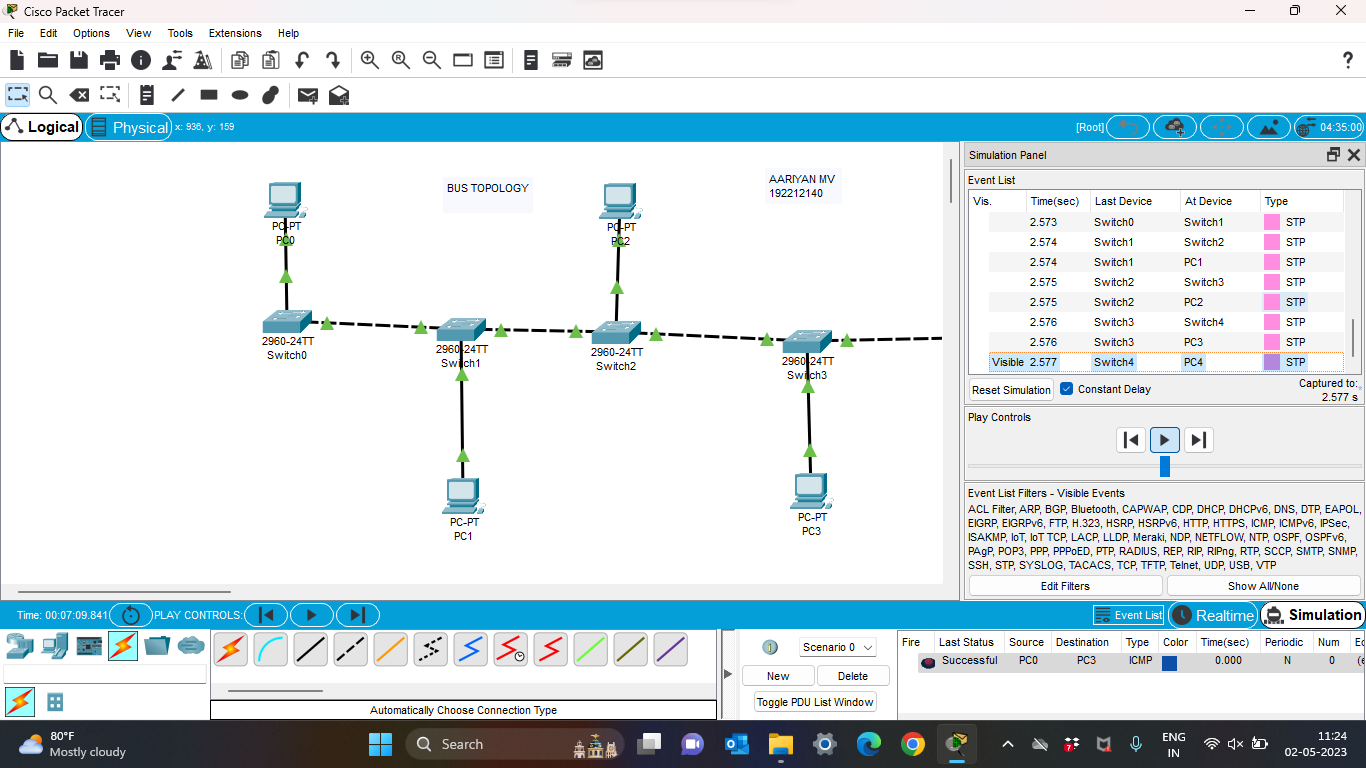 Cisco Packet Tracer
File Edit Options View Tools Extensions Help
?
Logical Physical x: 936, y: 159 [Root] 04:35:00
BUS TOPOLOGY
AARIYAN MV
192212140
PC-PT
PC0
PC-PT
PC2
2960-24TT
Switch0
2960-24TT
Switch1
2960-24TT
Switch2
2960-24TT
Switch3
PC-PT
PC1
PC-PT
PC3
Simulation Panel
Event List
Vis. Time(sec) Last Device At Device Type
2.573 Switch0 Switch1 STP
2.574 Switch1 Switch2 STP
2.574 Switch1 PC1 STP
2.575 Switch2 Switch3 STP
2.575 Switch2 PC2 STP
2.576 Switch3 Switch4 STP
2.576 Switch3 PC3 STP
Visible 2.577 Switch4 PC4 STP
Reset Simulation Constant Delay Captured to:
2.577 s
Play Controls
Event List Filters - Visible Events
ACL Filter, ARP, BGP, Bluetooth, CAPWAP, CDP, DHCP, DHCPv6, DNS, DTP, EAPOL,
EIGRP, EIGRPv6, FTP, H.323, HSRP, HSRPv6, HTTP, HTTPS, ICMP, ICMPv6, IPSec,
ISAKMP, IoT, IoT TCP, LACP, LLDP, Meraki, NDP, NETFLOW, NTP, OSPF, OSPFv6,
PAgP, POP3, PPP, PPPoED, PTP, RADIUS, REP, RIP, RIPng, RTP, SCCP, SMTP, SNMP,
SSH, STP, SYSLOG, TACACS, TCP, TFTP, Telnet, UDP, USB, VTP
Edit Filters Show All/None
Time: 00:07:09.841 PLAY CONTROLS: Event List Realtime Simulation
Automatically Choose Connection Type
Scenario 0
New Delete
Toggle PDU List Window
Fire Last Status Source Destination Type Color Time(sec) Periodic Num Ec
Successful PC0 PC3 ICMP 0.000 N 0 (e
80°F
Mostly cloudy
Search
ENG
IN
11:24
02-05-2023